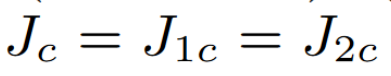 J_c = J_{1c} = J_{2c}